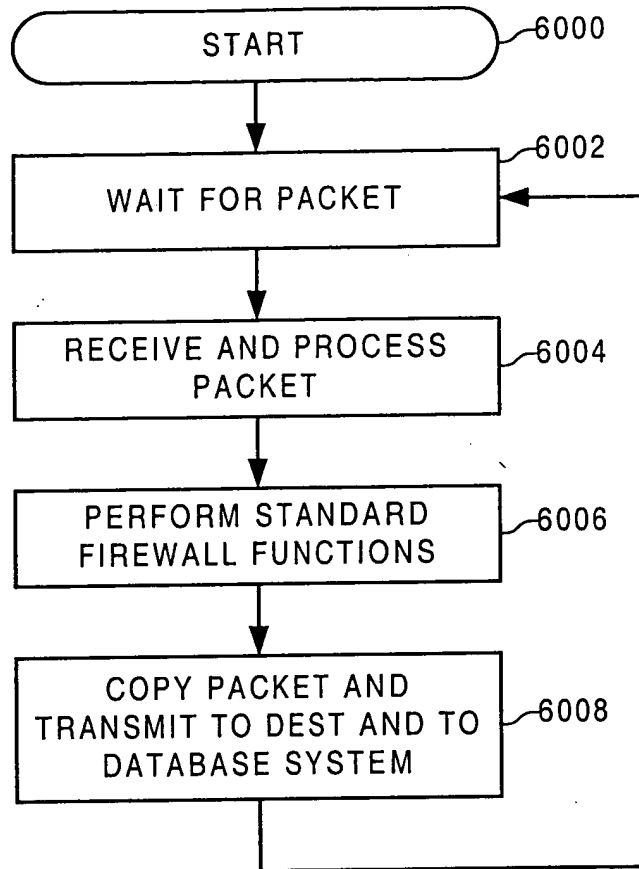 START
6000
6002
WAIT FOR PACKET
RECEIVE AND PROCESS
PACKET
6004
PERFORM STANDARD
FIREWALL FUNCTIONS
6006
COPY PACKET AND
TRANSMIT TO DEST AND TO
DATABASE SYSTEM
6008